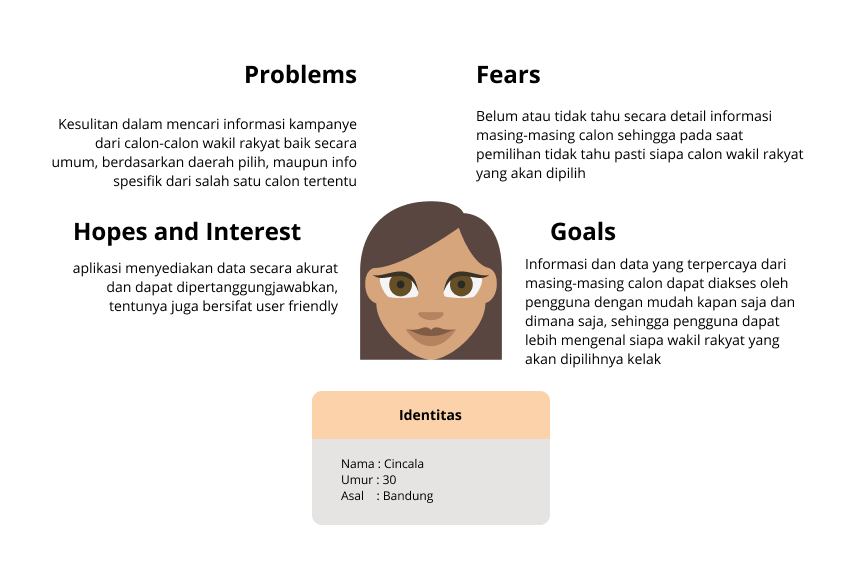 Problems
Kesulitan dalam mencari informasi kampanye
dari calon-calon wakil rakyat baik secara
umum, berdasarkan daerah pilih, maupun info
spesifik dari salah satu calon tertentu
Fears
Belum atau tidak tahu secara detail informasi
masing-masing calon sehingga pada saat
pemilihan tidak tahu pasti siapa calon wakil rakyat
yang akan dipilih
Hopes and Interest
aplikasi menyediakan data secara akurat
dan dapat dipertanggungjawabkan,
tentunya juga bersifat user friendly
Goals
Informasi dan data yang terpercaya dari
masing-masing calon dapat diakses oleh
pengguna dengan mudah kapan saja dan
dimana saja, sehingga pengguna dapat
lebih mengenal siapa wakil rakyat yang
akan dipilihnya kelak
Identitas
Nama : Cincala
Umur : 30
Asal : Bandung